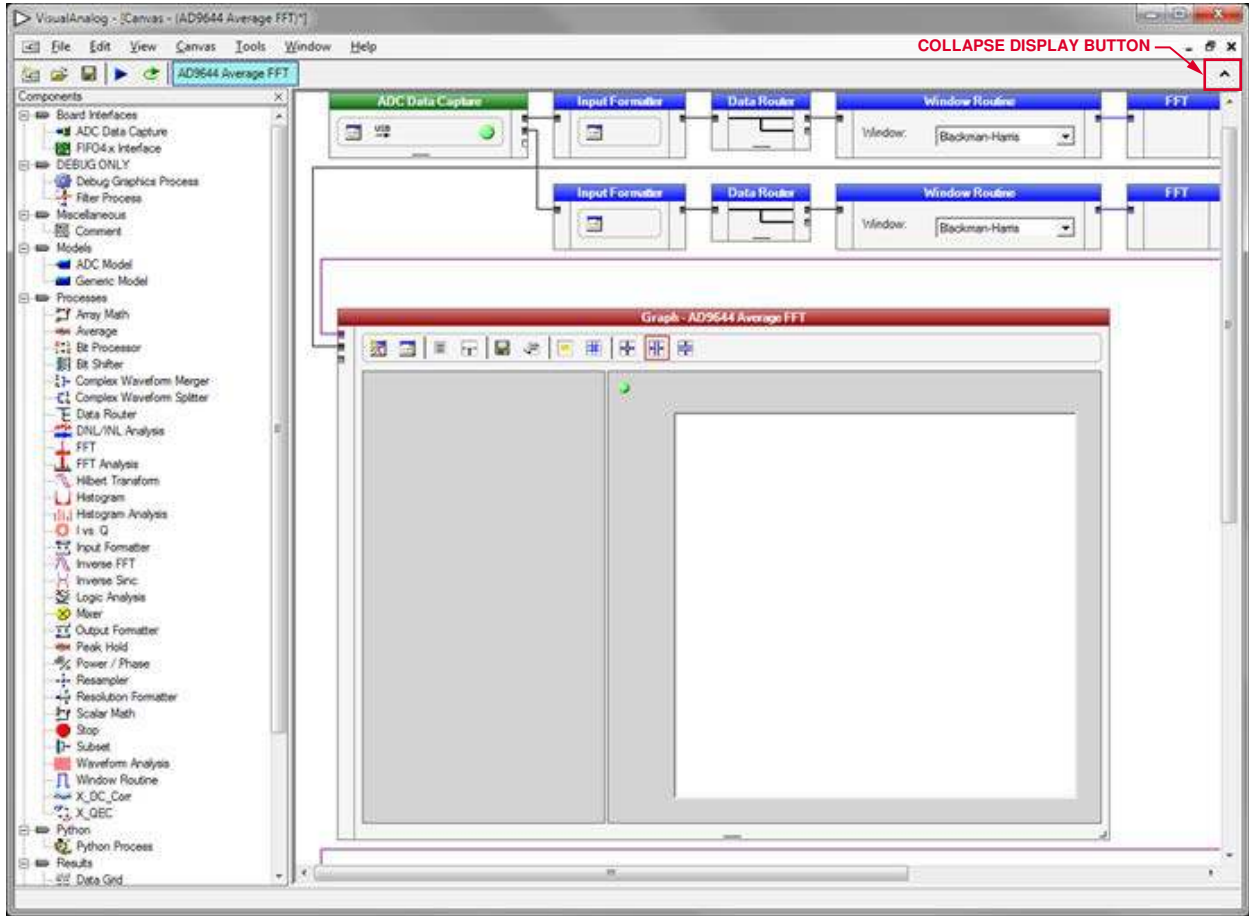 VisualAnalog - [Canvas - (AD9644 Average FFT)*]
File Edit View Canvas Tools Window Help
COLLAPSE DISPLAY BUTTON
AD9644 Average FFT
Components
Board Interfaces
ADC Data Capture
FIFO4.x Interface
DEBUG ONLY
Debug Graphics Process
Filter Process
Miscellaneous
Comment
Models
ADC Model
Generic Model
Processes
Array Math
Average
Bit Processor
Bit Shifter
Complex Waveform Merger
Complex Waveform Splitter
Data Router
DNL/INL Analysis
FFT
FFT Analysis
Hilbert Transform
Histogram
Histogram Analysis
I vs. Q
Input Formatter
Inverse FFT
Inverse Sinc
Logic Analysis
Mixer
Output Formatter
Peak Hold
Power / Phase
Resampler
Resolution Formatter
Scalar Math
Stop
Subset
Waveform Analysis
Window Routine
X_DC_Corr
X_QEC
Python
Python Process
Results
Data Grid
ADC Data Capture
USB
Input Formatter
Data Router
Window Routine
Window: Blackman-Harris
FFT
Input Formatter
Data Router
Window Routine
Window: Blackman-Harris
FFT
Graph - AD9644 Average FFT